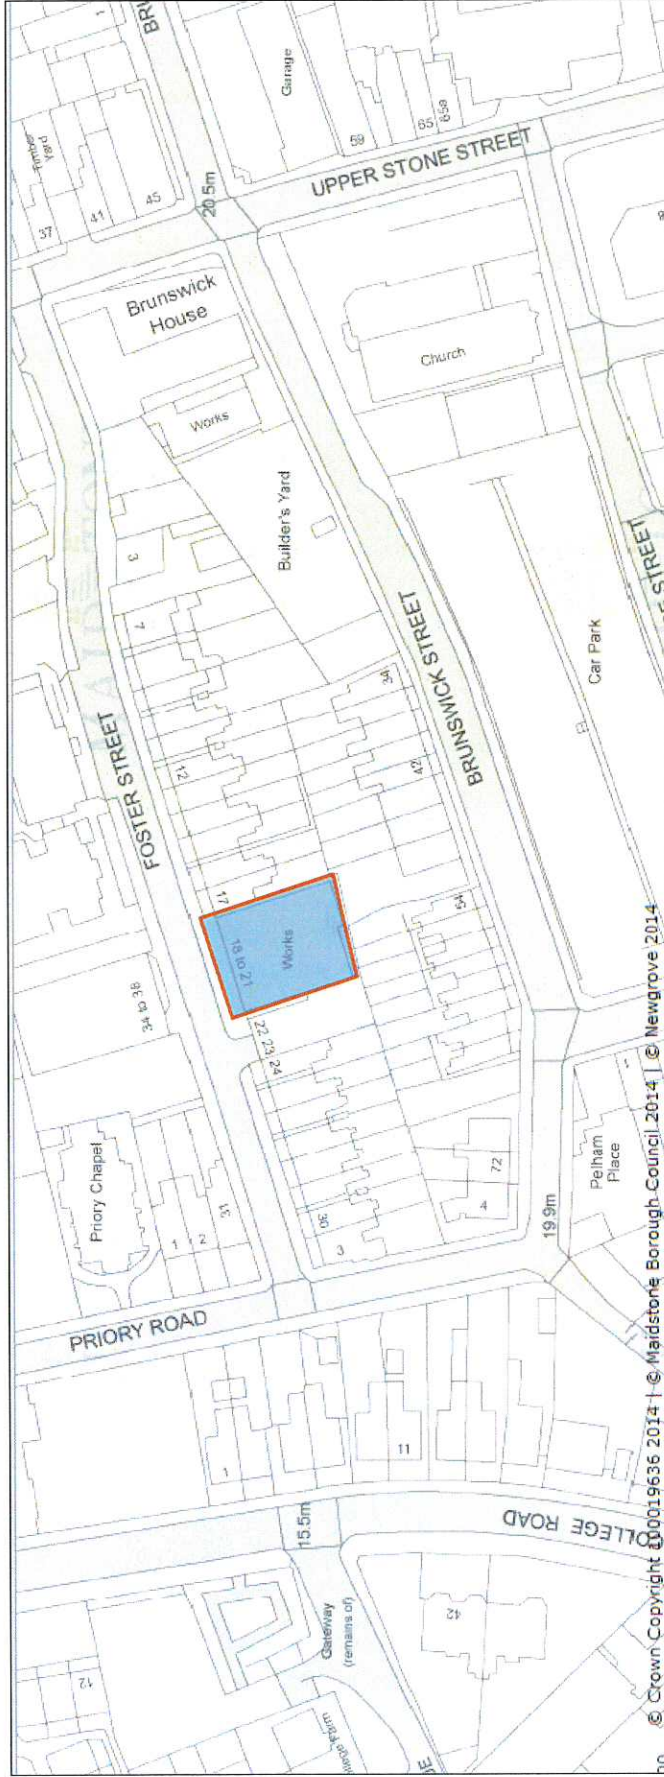 Timber
Yard
37
41
45
20.5m
Garage
59
65
65a
UPPER STONE STREET
Brunswick
House
Works
Church
Builder's Yard
3
7
12
FOSTER STREET
17
18 to 21
Works
22
23
24
30
3
34
42
54
BRUNSWICK STREET
Car Park
34 to 38
Priory Chapel
1
2
31
PRIORY ROAD
72
4
19.9m
Pelham
Place
1
11
15.5m
COLLEGE ROAD
Gateway
(remains of)
42
12
© Crown Copyright 100019636 2014 | © Maidstone Borough Council 2014 | © Newgrove 2014